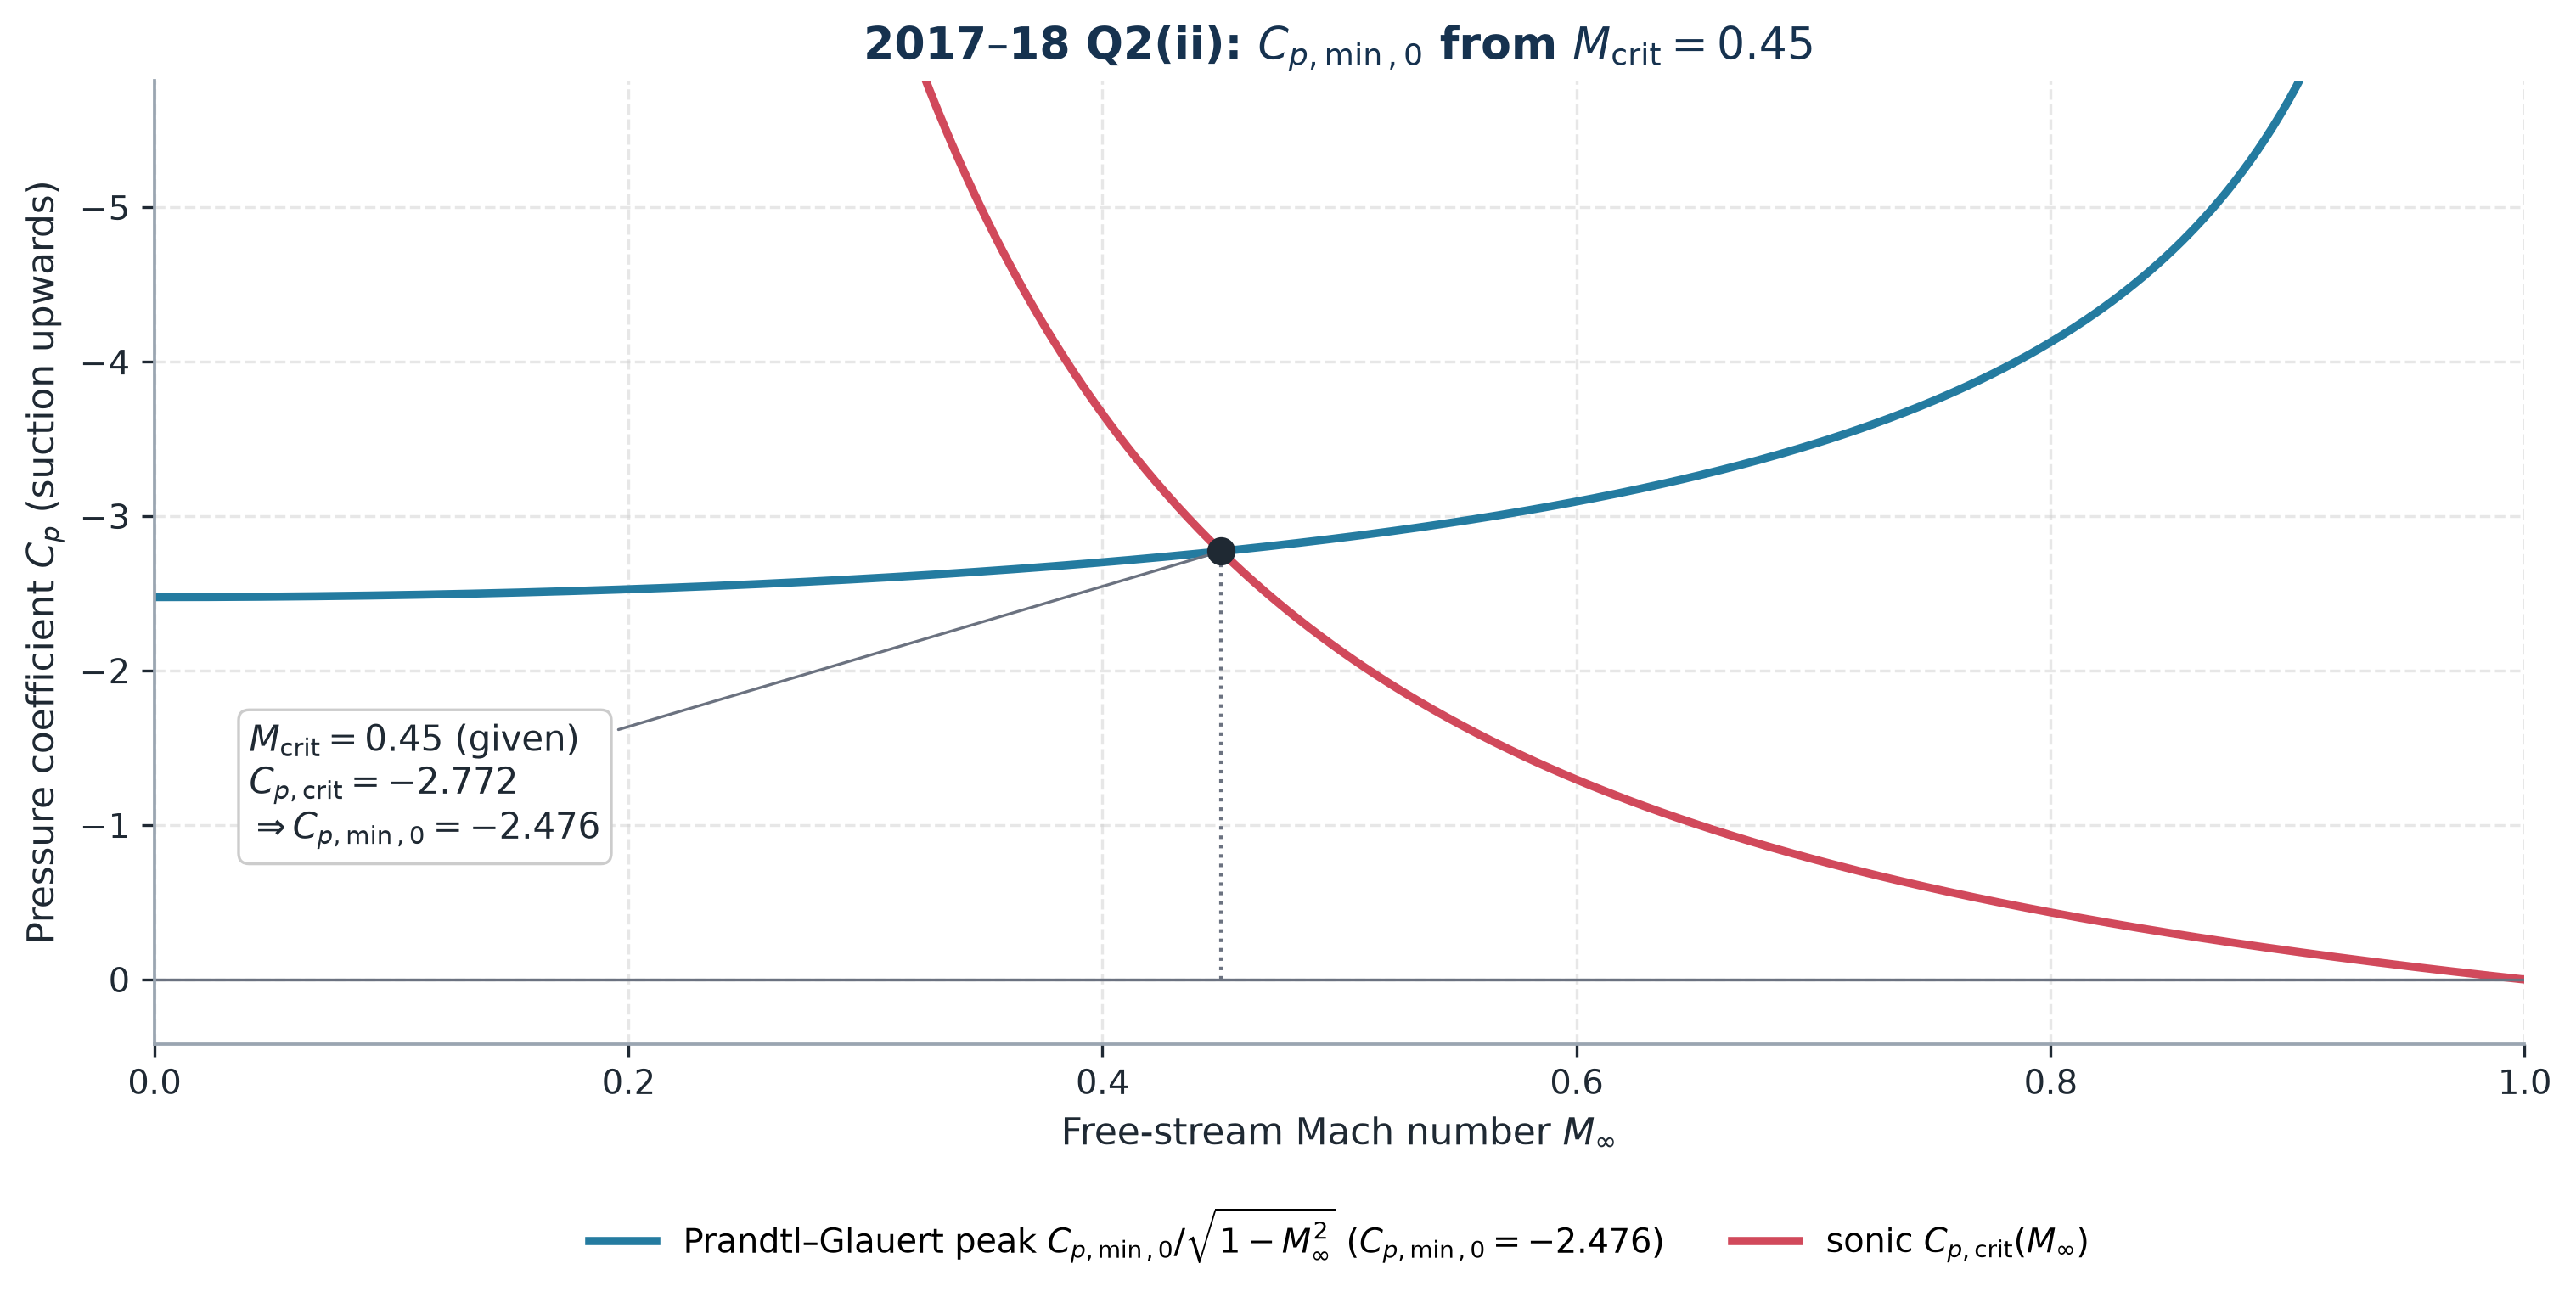 2017–18 Q2(ii): C_{p,min,0} from M_crit = 0.45
Pressure coefficient C_p (suction upwards)
−5
−4
−3
−2
−1
0
M_crit = 0.45 (given)
C_{p,crit} = −2.772
⇒ C_{p,min,0} = −2.476
0.0 0.2 0.4 0.6 0.8 1.0
Free-stream Mach number M_∞
Prandtl–Glauert peak C_{p,min,0}/√(1 − M_∞²) (C_{p,min,0} = −2.476) sonic C_{p,crit}(M_∞)